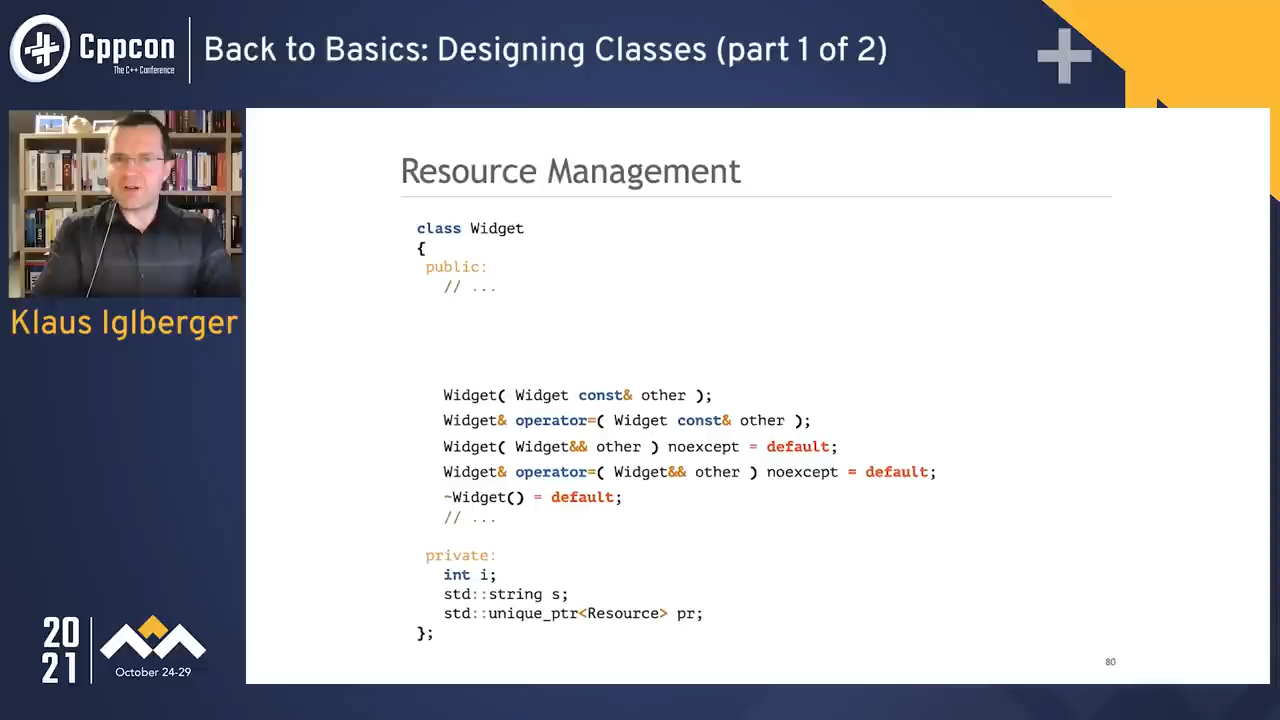 Cppcon
The C++ Conference
Back to Basics: Designing Classes (part 1 of 2)
Klaus Iglberger
Resource Management
class Widget
{
public:
// ...
Widget( Widget const& other );
Widget& operator=( Widget const& other );
Widget( Widget&& other ) noexcept = default;
Widget& operator=( Widget&& other ) noexcept = default;
~Widget() = default;
// ...
private:
int i;
std::string s;
std::unique_ptr<Resource> pr;
};
80
20
21
October 24-29